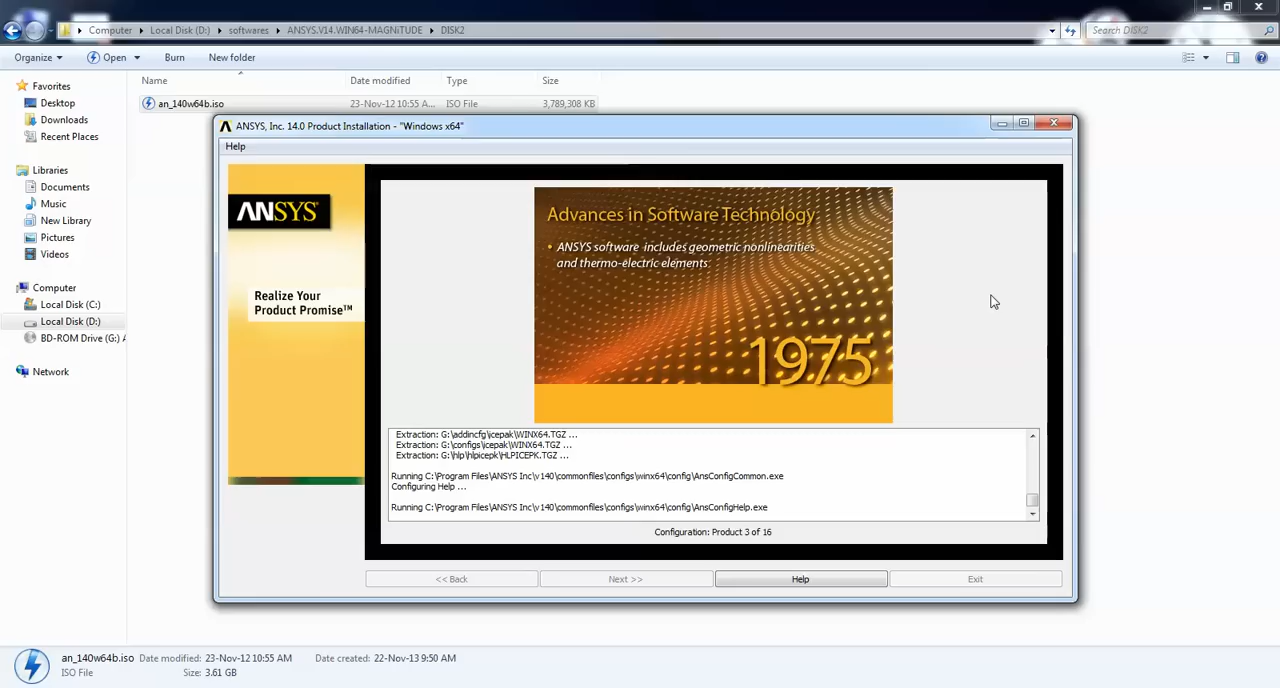 Computer
Local Disk (D:)
softwares
ANSYS.V14.WIN64-MAGNiTUDE
DISK2
Search DISK2
Organize
Open
Burn
New folder
Name
Date modified
Type
Size
an_140w64b.iso
23-Nov-12 10:55 A...
ISO File
3,789,308 KB
Favorites
Desktop
Downloads
Recent Places
Libraries
Documents
Music
New Library
Pictures
Videos
Computer
Local Disk (C:)
Local Disk (D:)
BD-ROM Drive (G:) A
Network
ANSYS, Inc. 14.0 Product Installation - "Windows x64"
Help
ANSYS®
Realize Your
Product Promise™
Advances in Software Technology
• ANSYS software includes geometric nonlinearities
and thermo-electric elements.
1975
Extraction: G:\addincfg\icepak\WINX64.TGZ ...
Extraction: G:\configs\icepak\WINX64.TGZ ...
Extraction: G:\hlp\hlpicepk\HLPICEPK.TGZ ...
Running C:\Program Files\ANSYS Inc\v140\commonfiles\configs\winx64\config\AnsConfigCommon.exe
Configuring Help ...
Running C:\Program Files\ANSYS Inc\v140\commonfiles\configs\winx64\config\AnsConfigHelp.exe
Configuration: Product 3 of 16
<< Back
Next >>
Help
Exit
an_140w64b.iso Date modified: 23-Nov-12 10:55 AM Date created: 22-Nov-13 9:50 AM
ISO File Size: 3.61 GB